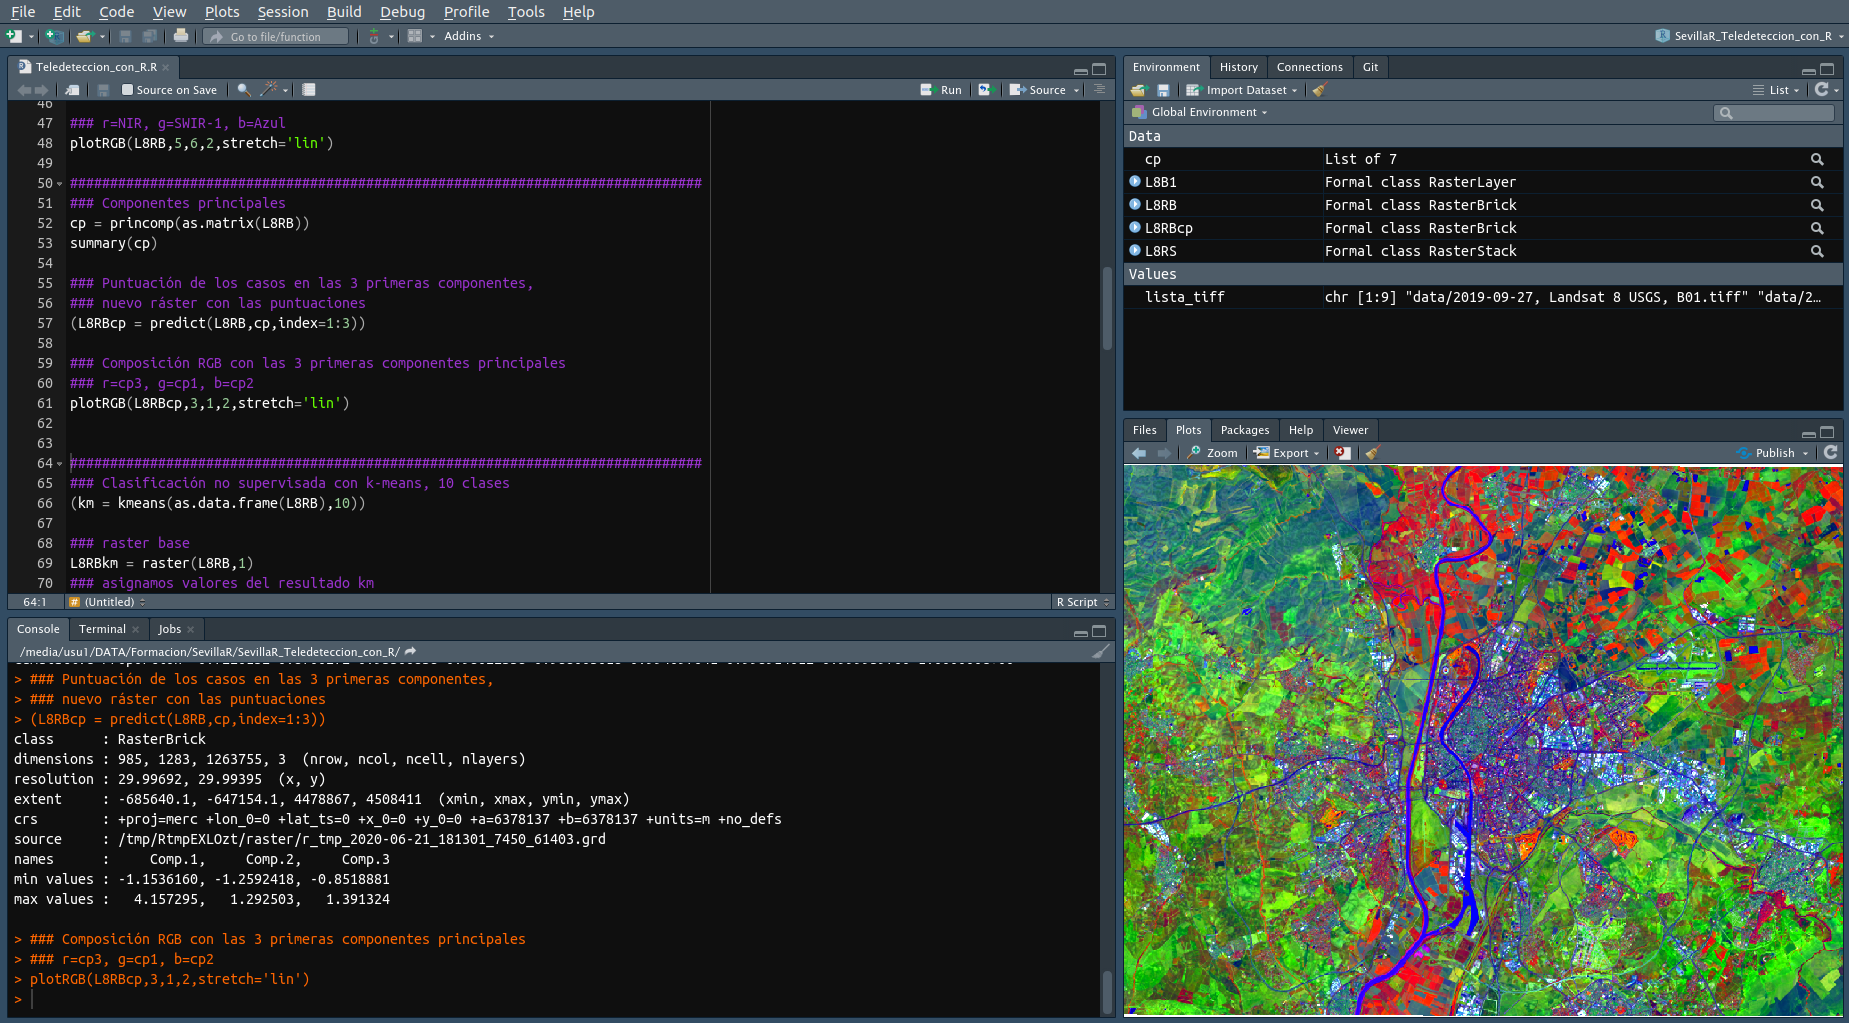 File Edit Code View Plots Session Build Debug Profile Tools Help
Go to file/function Addins SevillaR_Teledeteccion_con_R
Teledeteccion_con_R.R
Source on Save Run Source
46
47 ### r=NIR, g=SWIR-1, b=Azul
48 plotRGB(L8RB,5,6,2,stretch='lin')
49
50 ###############################################################################
51 ### Componentes principales
52 cp = princomp(as.matrix(L8RB))
53 summary(cp)
54
55 ### Puntuación de los casos en las 3 primeras componentes,
56 ### nuevo ráster con las puntuaciones
57 (L8RBcp = predict(L8RB,cp,index=1:3))
58
59 ### Composición RGB con las 3 primeras componentes principales
60 ### r=cp3, g=cp1, b=cp2
61 plotRGB(L8RBcp,3,1,2,stretch='lin')
62
63
64 ###############################################################################
65 ### Clasificación no supervisada con k-means, 10 clases
66 (km = kmeans(as.data.frame(L8RB),10))
67
68 ### raster base
69 L8RBkm = raster(L8RB,1)
70 ### asignamos valores del resultado km
64:1 # (Untitled) R Script
Console Terminal Jobs
/media/usu1/DATA/Formacion/SevillaR/SevillaR_Teledeteccion_con_R/
> ### Puntuación de los casos en las 3 primeras componentes,
> ### nuevo ráster con las puntuaciones
> (L8RBcp = predict(L8RB,cp,index=1:3))
class : RasterBrick
dimensions : 985, 1283, 1263755, 3 (nrow, ncol, ncell, nlayers)
resolution : 29.99692, 29.99395 (x, y)
extent : -685640.1, -647154.1, 4478867, 4508411 (xmin, xmax, ymin, ymax)
crs : +proj=merc +lon_0=0 +lat_ts=0 +x_0=0 +y_0=0 +a=6378137 +b=6378137 +units=m +no_defs
source : /tmp/RtmpEXLOzt/raster/r_tmp_2020-06-21_181301_7450_61403.grd
names : Comp.1, Comp.2, Comp.3
min values : -1.1536160, -1.2592418, -0.8518881
max values : 4.157295, 1.292503, 1.391324
> ### Composición RGB con las 3 primeras componentes principales
> ### r=cp3, g=cp1, b=cp2
> plotRGB(L8RBcp,3,1,2,stretch='lin')
>
Environment History Connections Git
Import Dataset List
Global Environment
Data
cp List of 7
L8B1 Formal class RasterLayer
L8RB Formal class RasterBrick
L8RBcp Formal class RasterBrick
L8RS Formal class RasterStack
Values
lista_tiff chr [1:9] "data/2019-09-27, Landsat 8 USGS, B01.tiff" "data/2…
Files Plots Packages Help Viewer
Zoom Export Publish